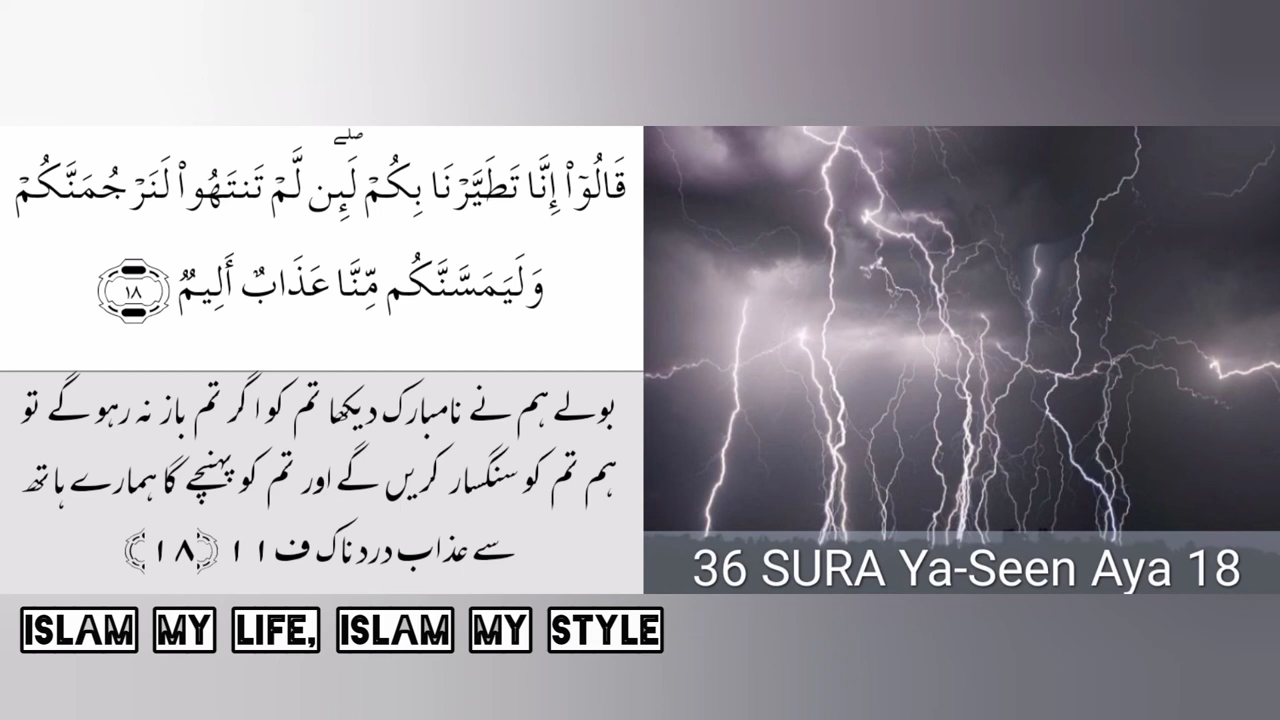 قَالُوٓا۟ إِنَّا تَطَيَّرْنَا بِكُمْ ۖ لَئِن لَّمْ تَنتَهُوا۟ لَنَرْجُمَنَّكُمْ
وَلَيَمَسَّنَّكُم مِّنَّا عَذَابٌ أَلِيمٌ ١٨
بولے ہم نے نامبارک دیکھا تم کو اگر تم باز نہ رہو گے تو
ہم تم کو سنگسار کریں گے اور تم کو پہنچے گا ہمارے ہاتھ
سے عذاب دردناک ف۱۱ ﴿۱۸﴾
36 SURA Ya-Seen Aya 18
ISLAM MY LIFE, ISLAM MY STYLE